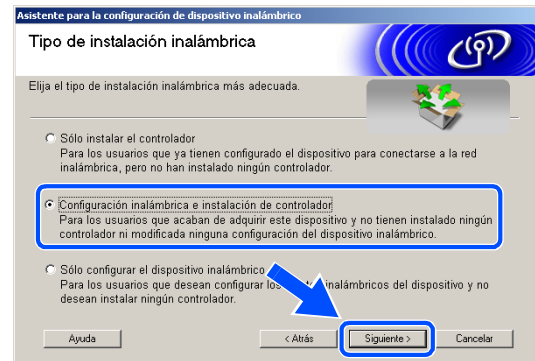 Asistente para la configuración de dispositivo inalámbrico
Tipo de instalación inalámbrica
Elija el tipo de instalación inalámbrica más adecuada.
Sólo instalar el controlador
Para los usuarios que ya tienen configurado el dispositivo para conectarse a la red
inalámbrica, pero no han instalado ningún controlador.
Configuración inalámbrica e instalación de controlador
Para los usuarios que acaban de adquirir este dispositivo y no tienen instalado ningún
controlador ni modificada ninguna configuración del dispositivo inalámbrico.
Sólo configurar el dispositivo inalámbrico
Para los usuarios que desean configurar los inalámbricos del dispositivo y no
desean instalar ningún controlador.
Ayuda
< Atrás
Siguiente >
Cancelar